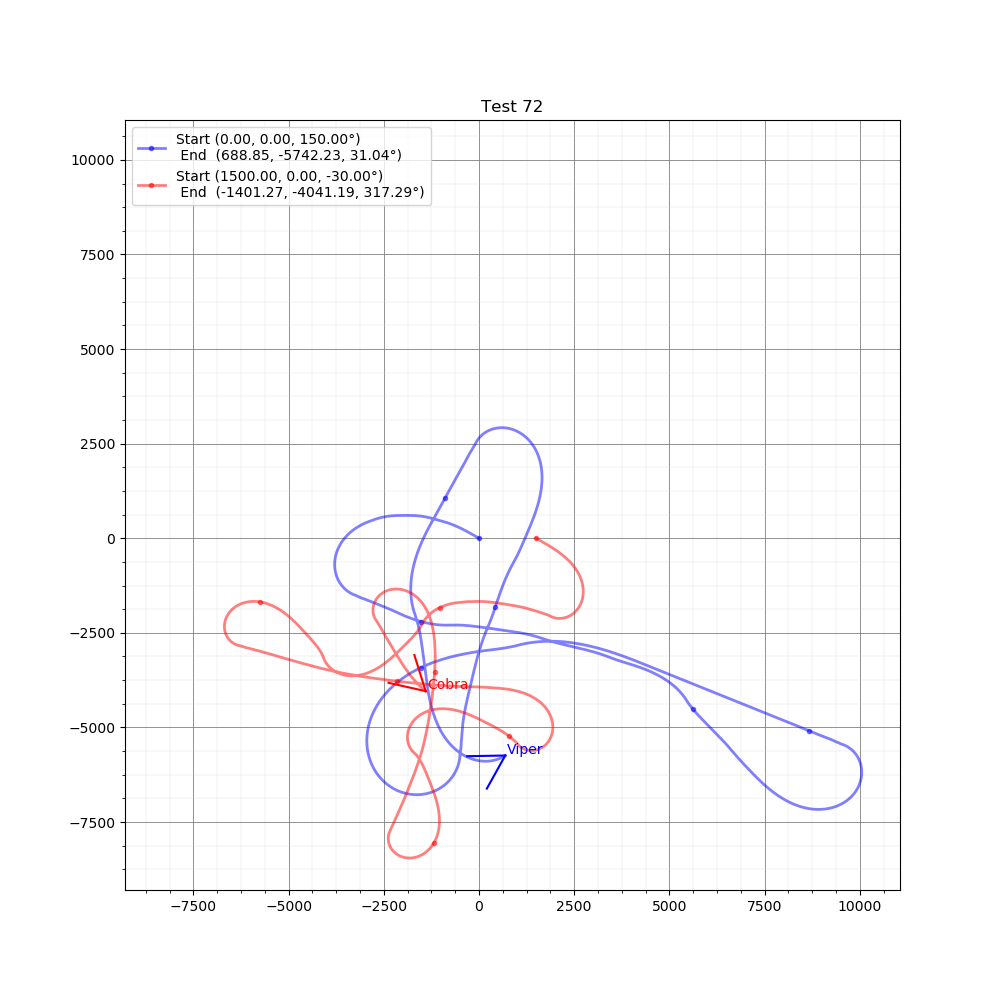 Test 72
Start (0.00, 0.00, 150.00°)
End  (688.85, -5742.23, 31.04°)
Start (1500.00, 0.00, -30.00°)
End  (-1401.27, -4041.19, 317.29°)
10000
7500
5000
2500
0
−2500
−5000
−7500
Cobra
Viper
−7500 −5000 −2500 0 2500 5000 7500 10000